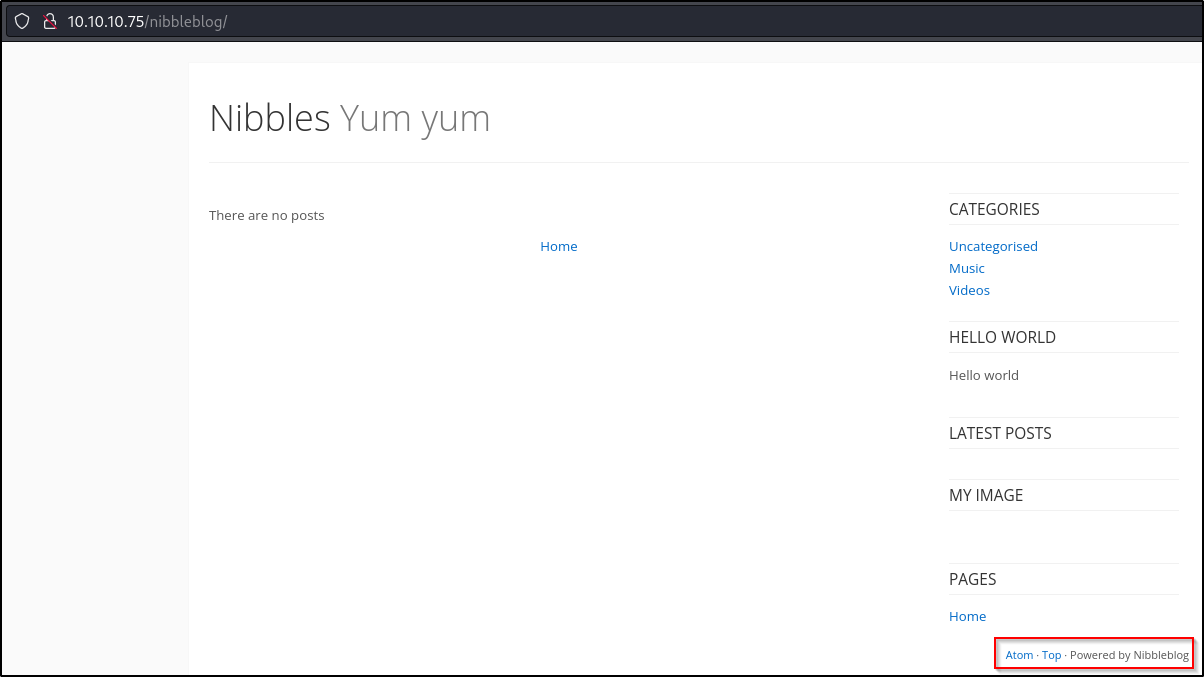 10.10.10.75/nibbleblog/
Nibbles Yum yum
There are no posts
Home
CATEGORIES
Uncategorised
Music
Videos
HELLO WORLD
Hello world
LATEST POSTS
MY IMAGE
PAGES
Home
Atom · Top · Powered by Nibbleblog